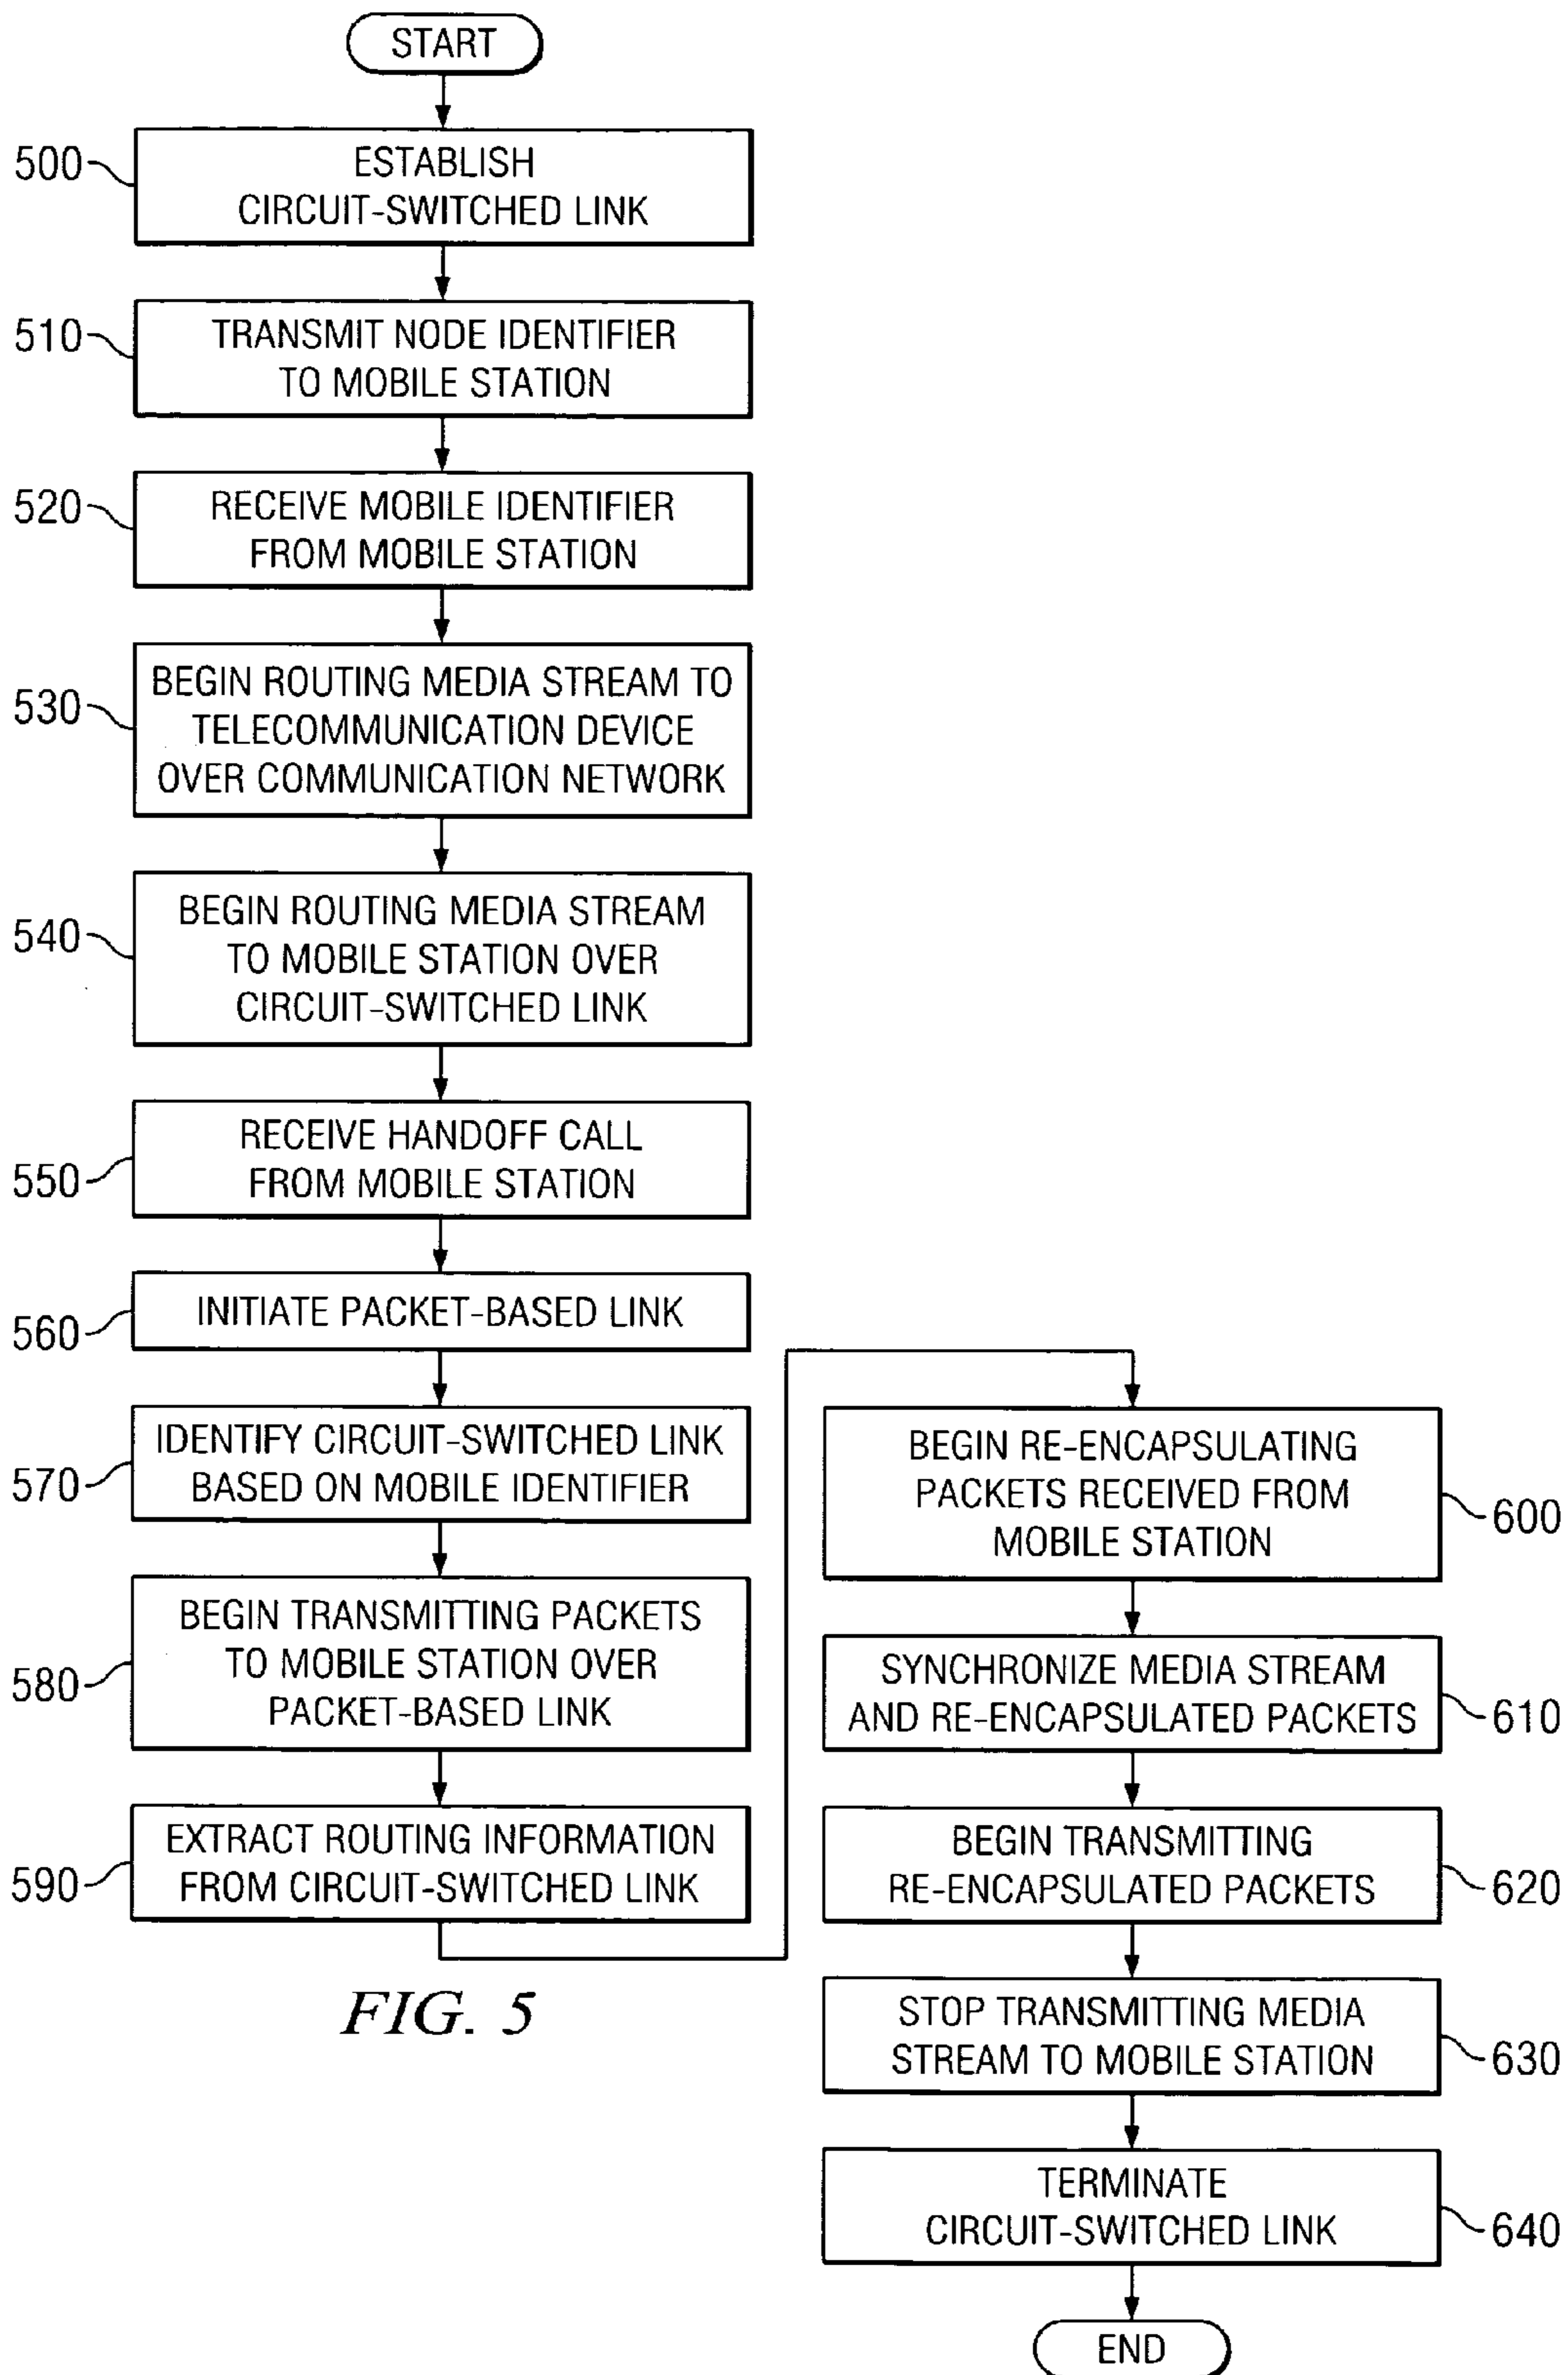 START
500
ESTABLISH
CIRCUIT-SWITCHED LINK
510
TRANSMIT NODE IDENTIFIER
TO MOBILE STATION
520
RECEIVE MOBILE IDENTIFIER
FROM MOBILE STATION
530
BEGIN ROUTING MEDIA STREAM TO
TELECOMMUNICATION DEVICE
OVER COMMUNICATION NETWORK
540
BEGIN ROUTING MEDIA STREAM
TO MOBILE STATION OVER
CIRCUIT-SWITCHED LINK
550
RECEIVE HANDOFF CALL
FROM MOBILE STATION
560
INITIATE PACKET-BASED LINK
570
IDENTIFY CIRCUIT-SWITCHED LINK
BASED ON MOBILE IDENTIFIER
580
BEGIN TRANSMITTING PACKETS
TO MOBILE STATION OVER
PACKET-BASED LINK
590
EXTRACT ROUTING INFORMATION
FROM CIRCUIT-SWITCHED LINK
BEGIN RE-ENCAPSULATING
PACKETS RECEIVED FROM
MOBILE STATION
600
SYNCHRONIZE MEDIA STREAM
AND RE-ENCAPSULATED PACKETS
610
BEGIN TRANSMITTING
RE-ENCAPSULATED PACKETS
620
STOP TRANSMITTING MEDIA
STREAM TO MOBILE STATION
630
TERMINATE
CIRCUIT-SWITCHED LINK
640
END
FIG. 5